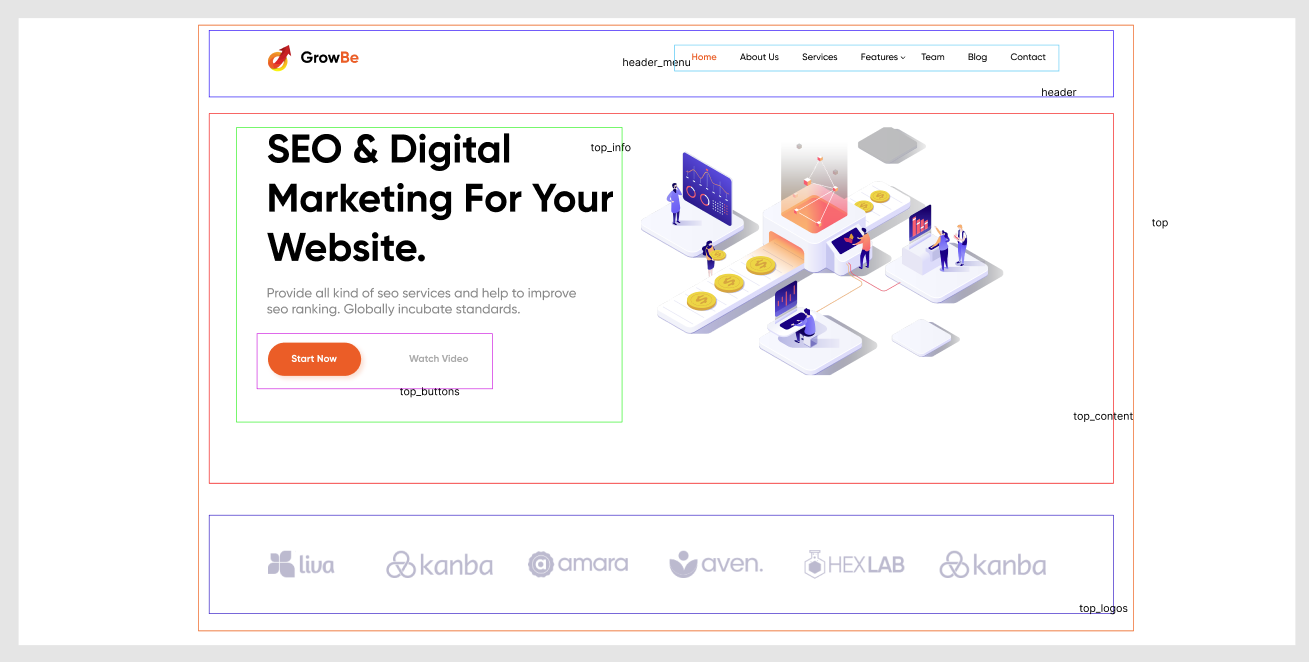 GrowBe
header_menu
Home About Us Services Features Team Blog Contact
header
SEO & Digital
Marketing For Your
Website.
top_info
top
Provide all kind of seo services and help to improve
seo ranking. Globally incubate standards.
Start Now Watch Video
top_buttons
top_content
liva kanba amara aven. HEXLAB kanba
top_logos